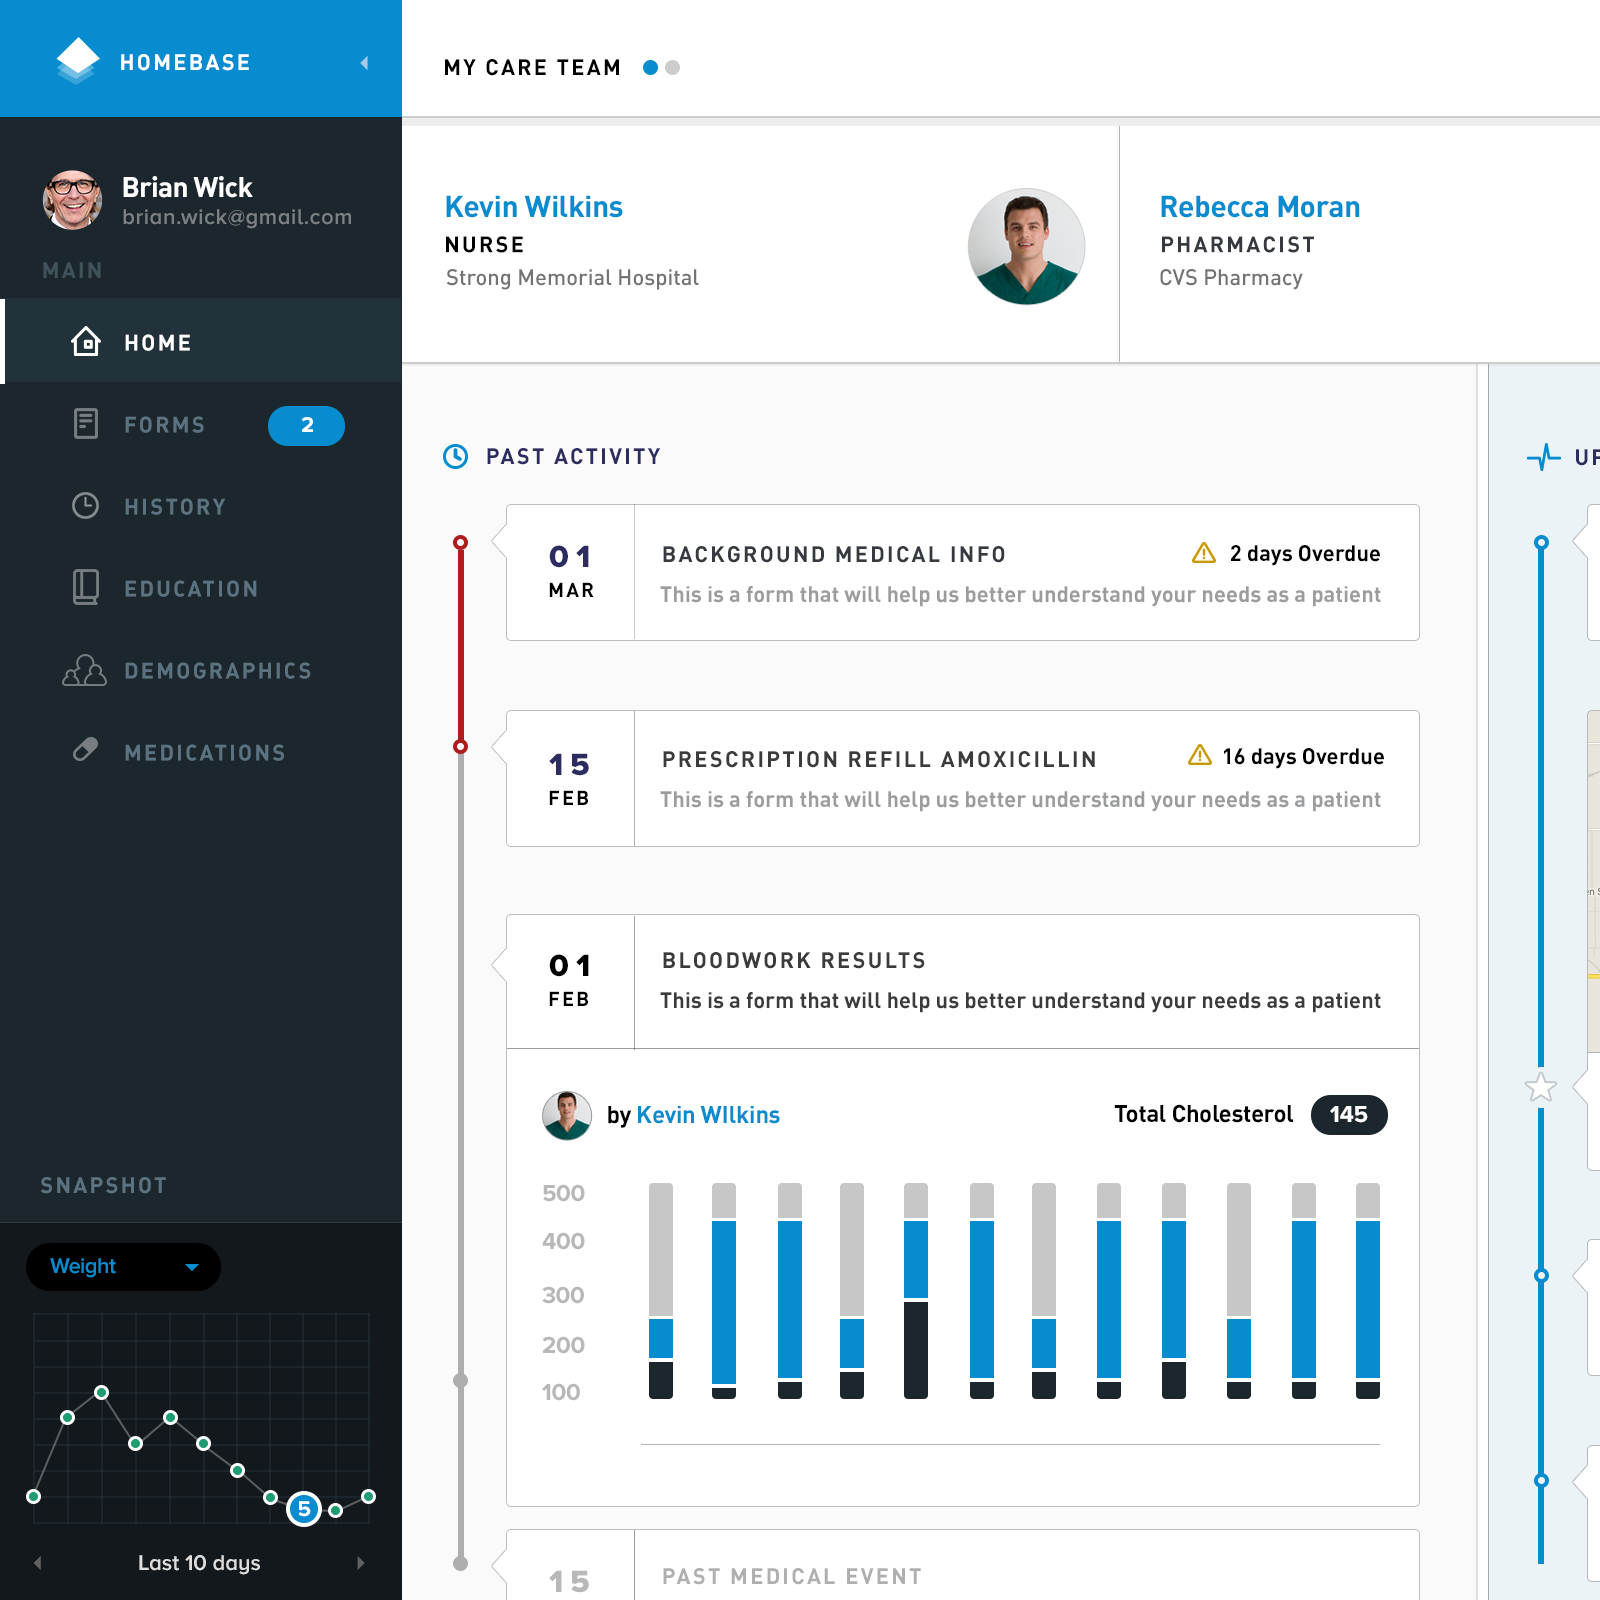 HOMEBASE
Brian Wick
brian.wick@gmail.com
MAIN
HOME
FORMS 2
HISTORY
EDUCATION
DEMOGRAPHICS
MEDICATIONS
SNAPSHOT
Weight
5
Last 10 days
MY CARE TEAM
Kevin Wilkins
NURSE
Strong Memorial Hospital
Rebecca Moran
PHARMACIST
CVS Pharmacy
PAST ACTIVITY
01
MAR
BACKGROUND MEDICAL INFO
2 days Overdue
This is a form that will help us better understand your needs as a patient
15
FEB
PRESCRIPTION REFILL AMOXICILLIN
16 days Overdue
This is a form that will help us better understand your needs as a patient
01
FEB
BLOODWORK RESULTS
This is a form that will help us better understand your needs as a patient
by Kevin WIlkins
Total Cholesterol 145
500
400
300
200
100
15
PAST MEDICAL EVENT